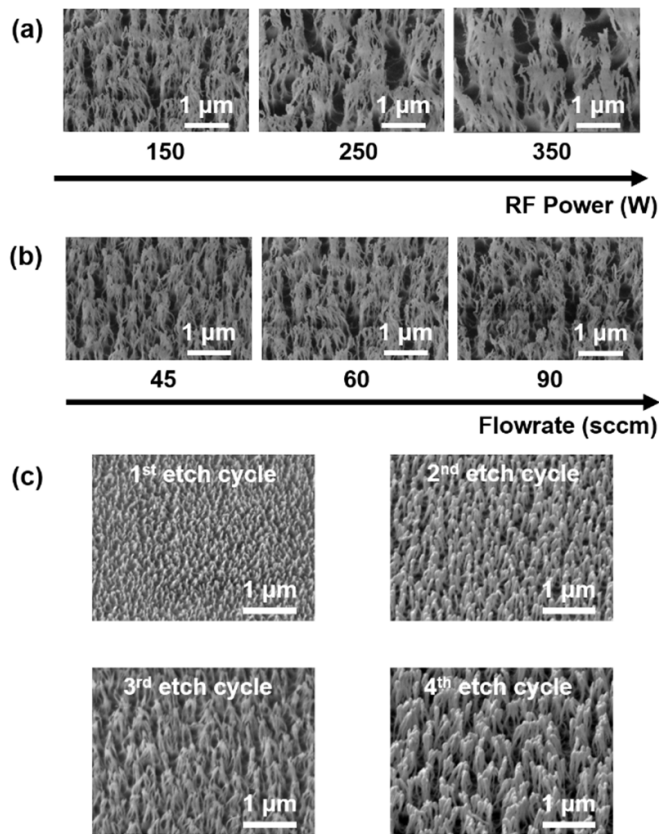 (a)
1 µm 1 µm 1 µm
150 250 350
RF Power (W)
(b)
1 µm 1 µm 1 µm
45 60 90
Flowrate (sccm)
(c)
1st etch cycle 2nd etch cycle
1 µm 1 µm
3rd etch cycle 4th etch cycle
1 µm 1 µm